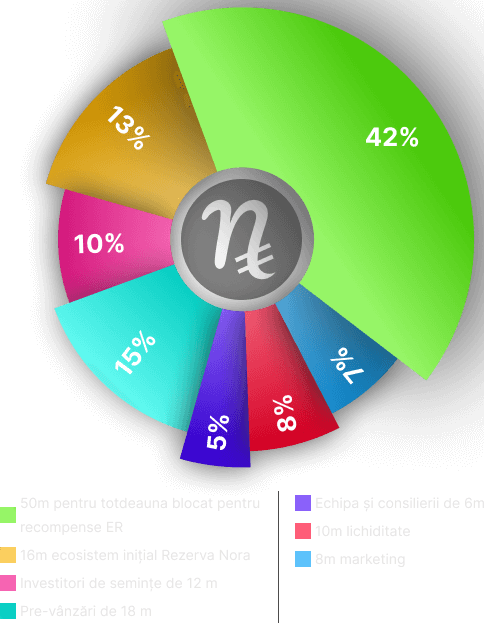 42%
13%
10%
15%
5%
8%
7%
50m pentru totdeauna blocat pentru
recompense ER
16m ecosistem inițial Rezerva Nora
Investitori de semințe de 12 m
Pre-vânzări de 18 m
Echipa și consilierii de 6m
10m lichiditate
8m marketing